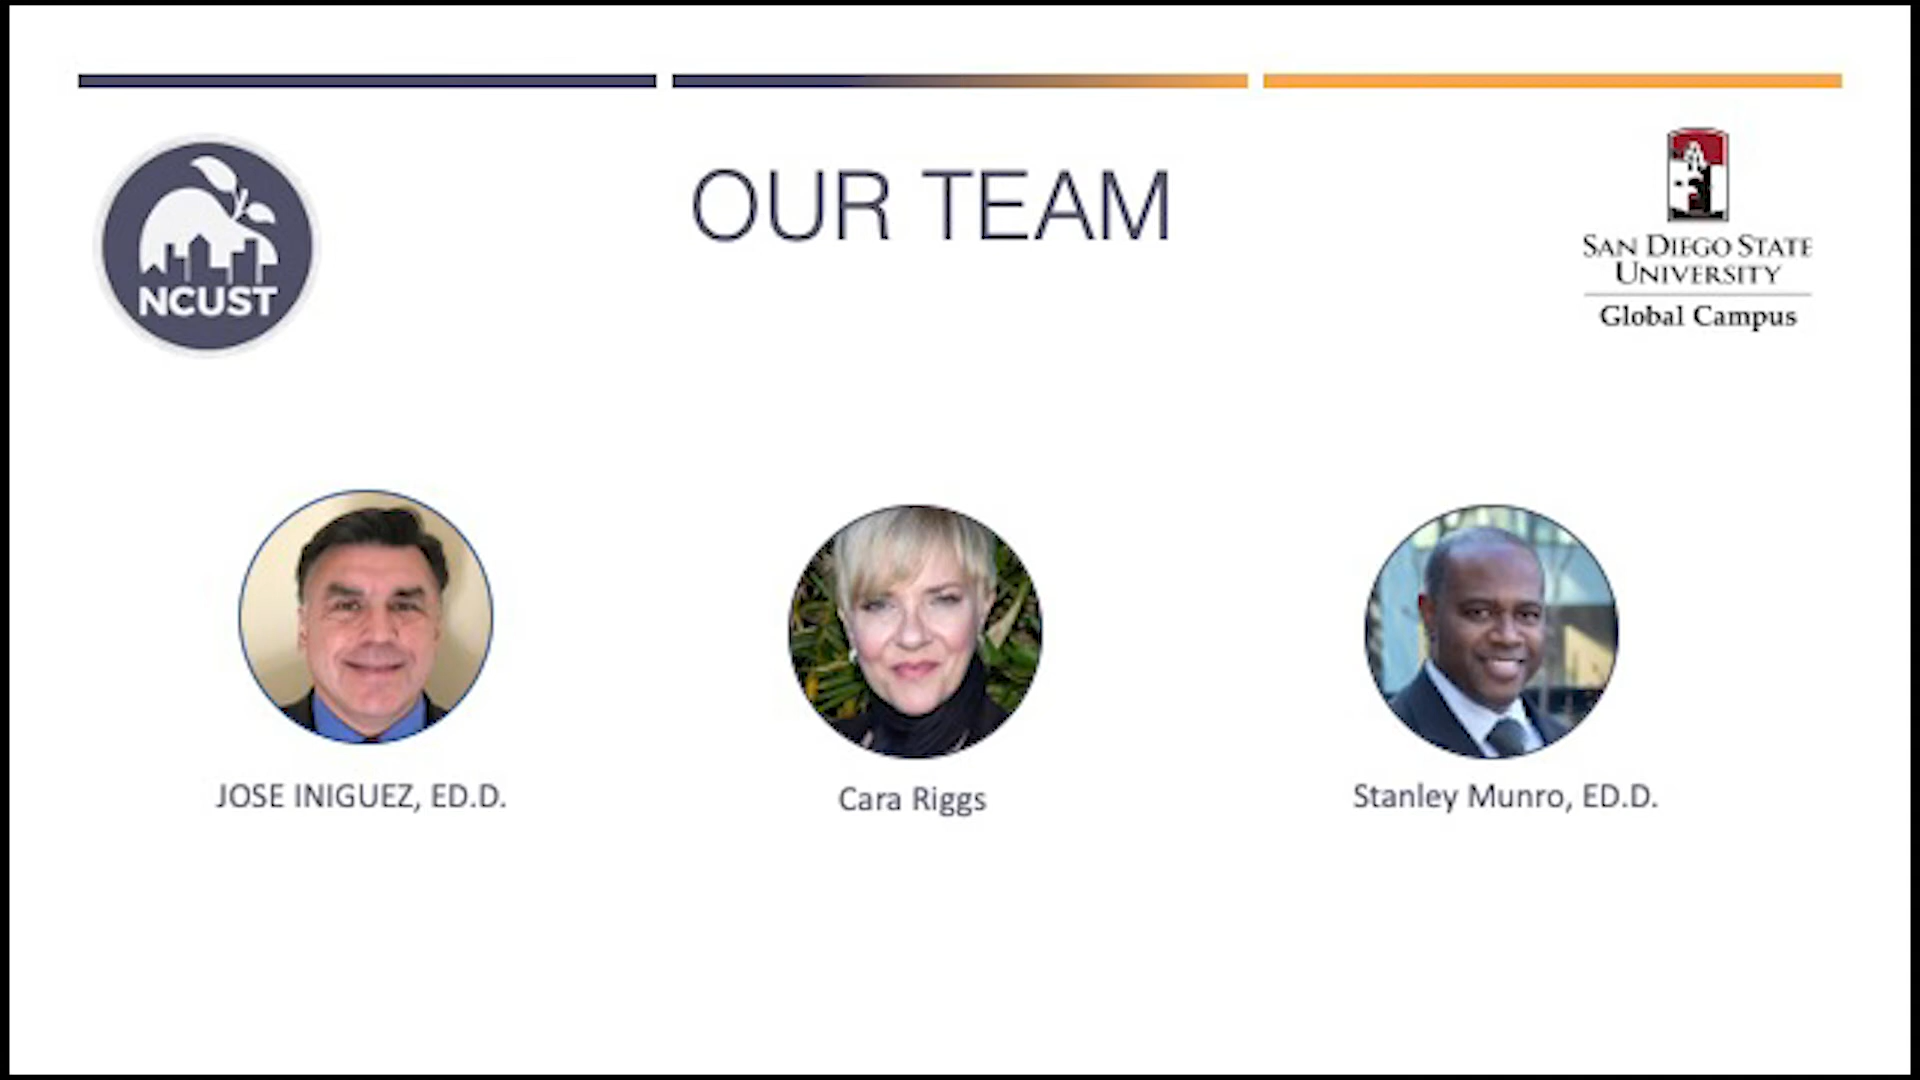 OUR TEAM
NCUST
SAN DIEGO STATE
UNIVERSITY
Global Campus
JOSE INIGUEZ, ED.D.
Cara Riggs
Stanley Munro, ED.D.